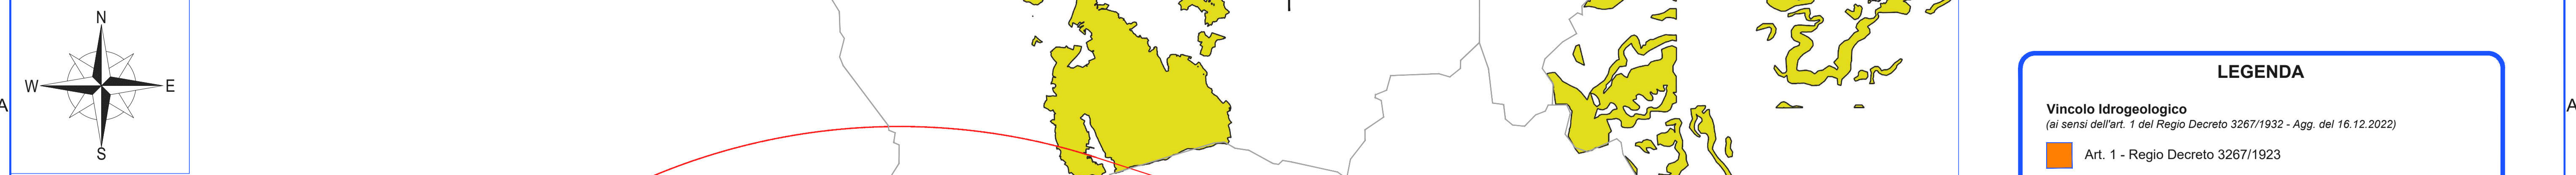 N
W E
S
A A
LEGENDA
Vincolo Idrogeologico
(ai sensi dell'art. 1 del Regio Decreto 3267/1932 - Agg. del 16.12.2022)
Art. 1 - Regio Decreto 3267/1923